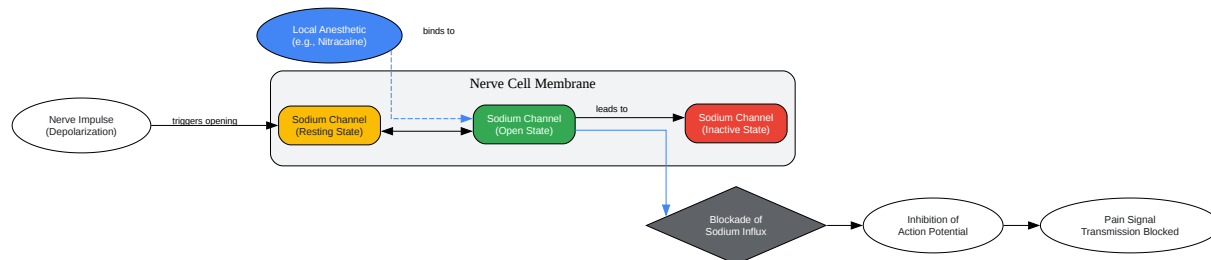 Local Anesthetic
(e.g., Nitracaine)
binds to
Nerve Cell Membrane
Nerve Impulse
(Depolarization)
triggers opening
Sodium Channel
(Resting State)
Sodium Channel
(Open State)
leads to
Sodium Channel
(Inactive State)
Blockade of
Sodium Influx
Inhibition of
Action Potential
Pain Signal
Transmission Blocked